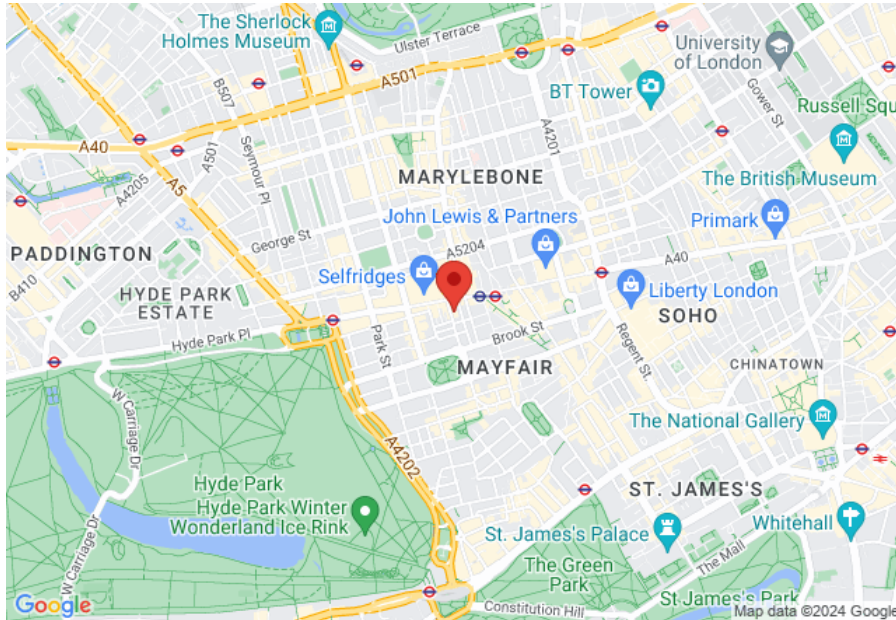 The Sherlock
Holmes Museum
Ulster Terrace
University
of London
A501
B507
BT Tower
Gower St
Russell Squ
A4201
A40
A501
Seymour Pl
A4205
A5
MARYLEBONE
The British Museum
John Lewis & Partners
Primark
PADDINGTON
George St
A5204
A40
B410
Selfridges
HYDE PARK
ESTATE
Liberty London
SOHO
Hyde Park Pl
Park St
Brook St
Regent St.
MAYFAIR
CHINATOWN
W Carriage Dr
The National Gallery
A4202
Hyde Park
Hyde Park Winter
Wonderland Ice Rink
ST. JAMES'S
St. James's Palace
Whitehall
The Mall
The Green
Park
W Carriage Dr
St James's Park
Constitution Hill
Google
Map data ©2024 Google